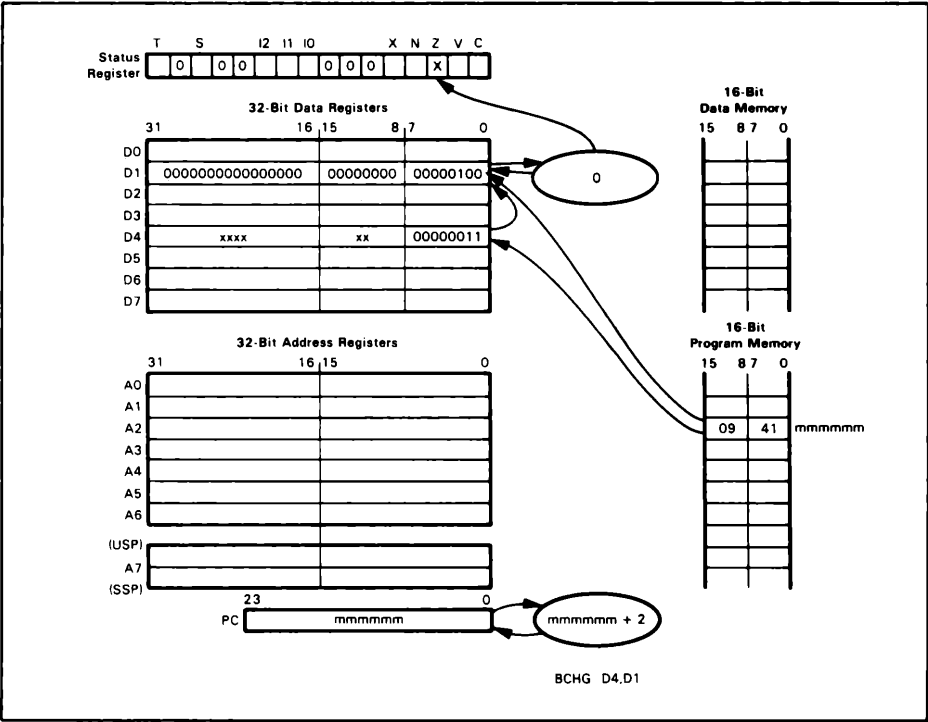 T S I2 I1 I0 X N Z V C
Status Register 0 0 0 0 0 0 X
32-Bit Data Registers
31 16 15 8 7 0
D0
D1 0000000000000000 00000000 00000100
D2
D3
D4 xxxx xx 00000011
D5
D6
D7
0
16-Bit
Data Memory
15 8 7 0
32-Bit Address Registers
31 16 15 0
A0
A1
A2
A3
A4
A5
A6
(USP)
A7
(SSP)
16-Bit
Program Memory
15 8 7 0
09 41 mmmmmm
23 0
PC mmmmmm
mmmmmm + 2
BCHG D4,D1